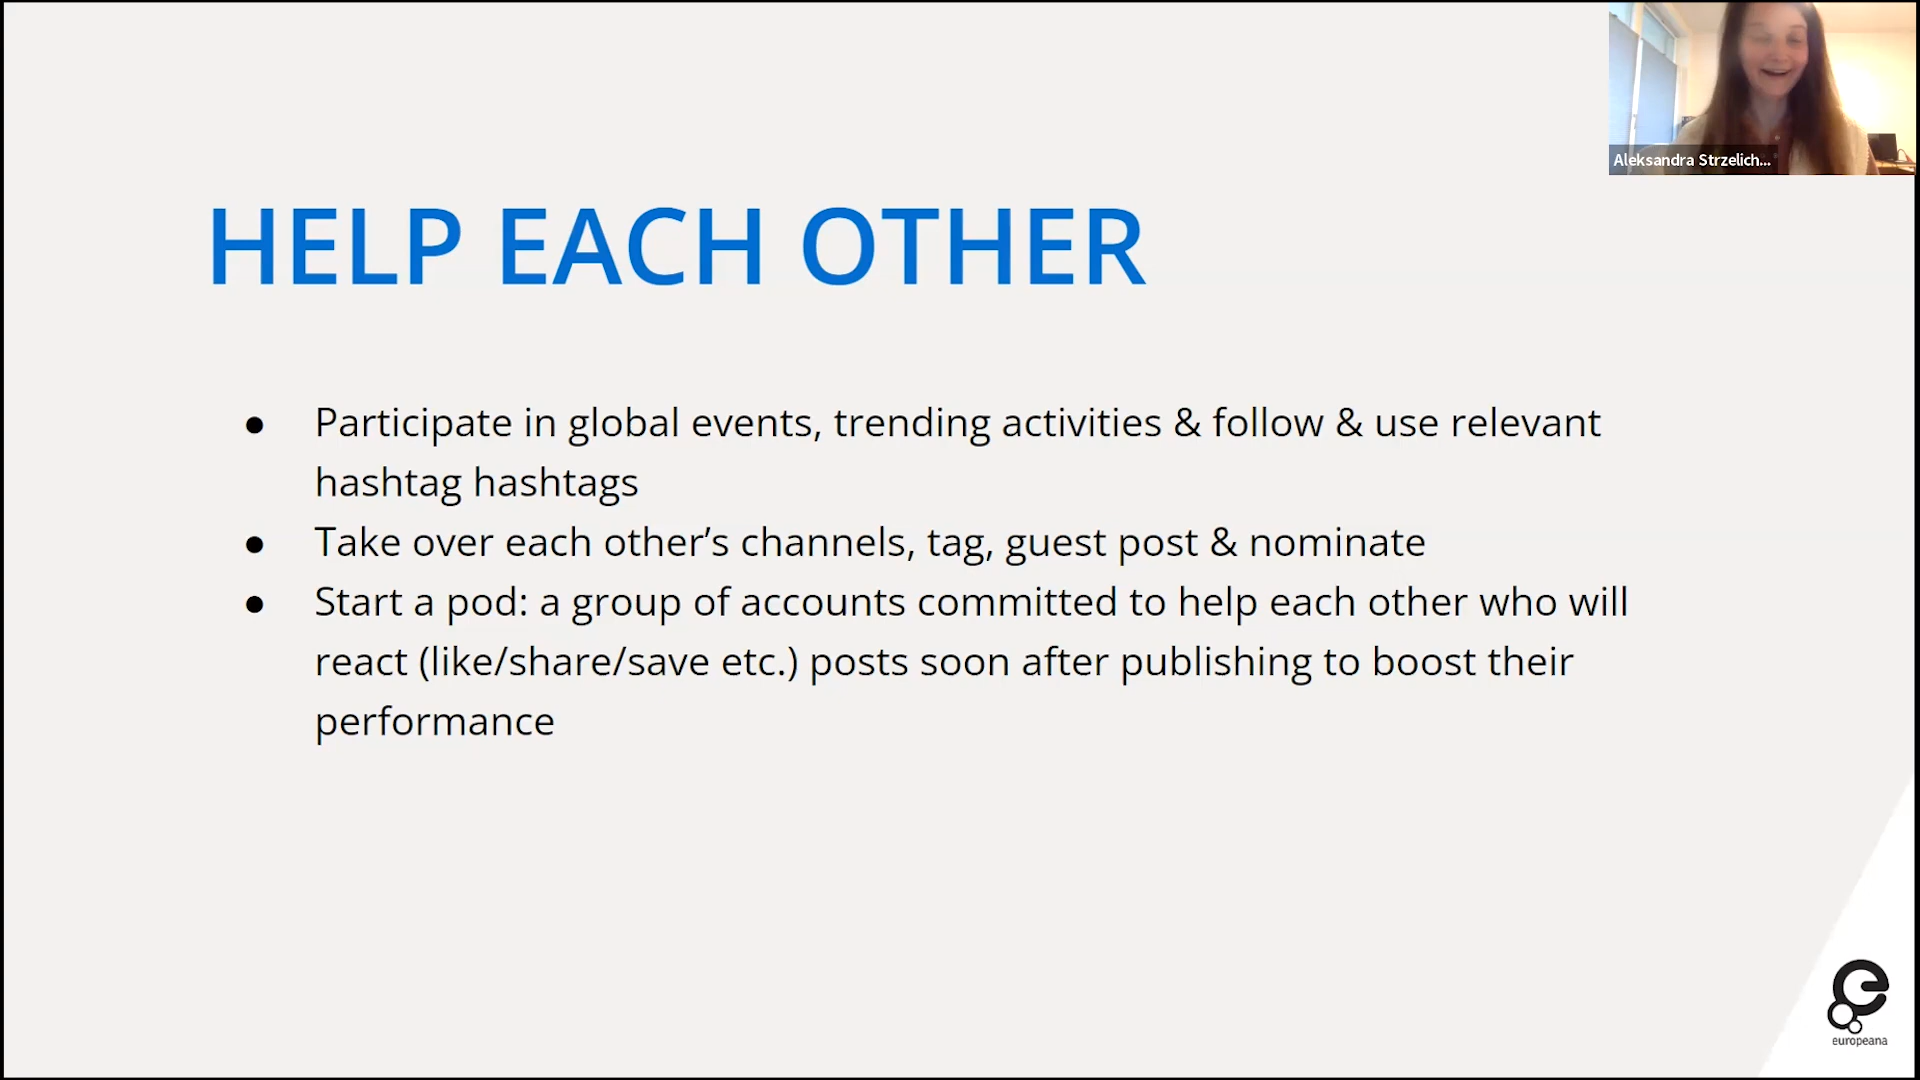 Aleksandra Strzelich...
HELP EACH OTHER
● Participate in global events, trending activities & follow & use relevant
hashtag hashtags
● Take over each other’s channels, tag, guest post & nominate
● Start a pod: a group of accounts committed to help each other who will
react (like/share/save etc.) posts soon after publishing to boost their
performance
europeana